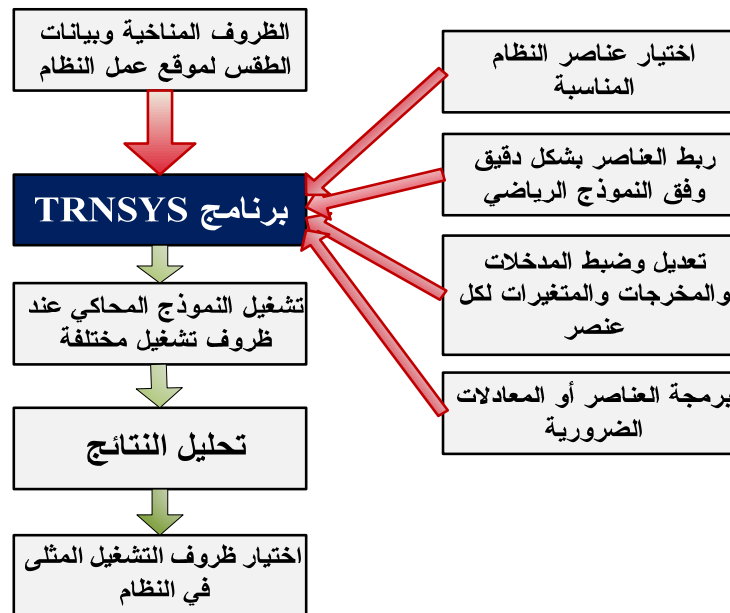 الظروف المناخية وبيانات
الطقس لموقع عمل النظام
برنامج TRNSYS
تشغيل النموذج المحاكي عند
ظروف تشغيل مختلفة
تحليل النتائج
اختيار ظروف التشغيل المثلى
في النظام
اختيار عناصر النظام
المناسبة
ربط العناصر بشكل دقيق
وفق النموذج الرياضي
تعديل وضبط المدخلات
والمخرجات والمتغيرات لكل
عنصر
برمجة العناصر أو المعادلات
الضرورية